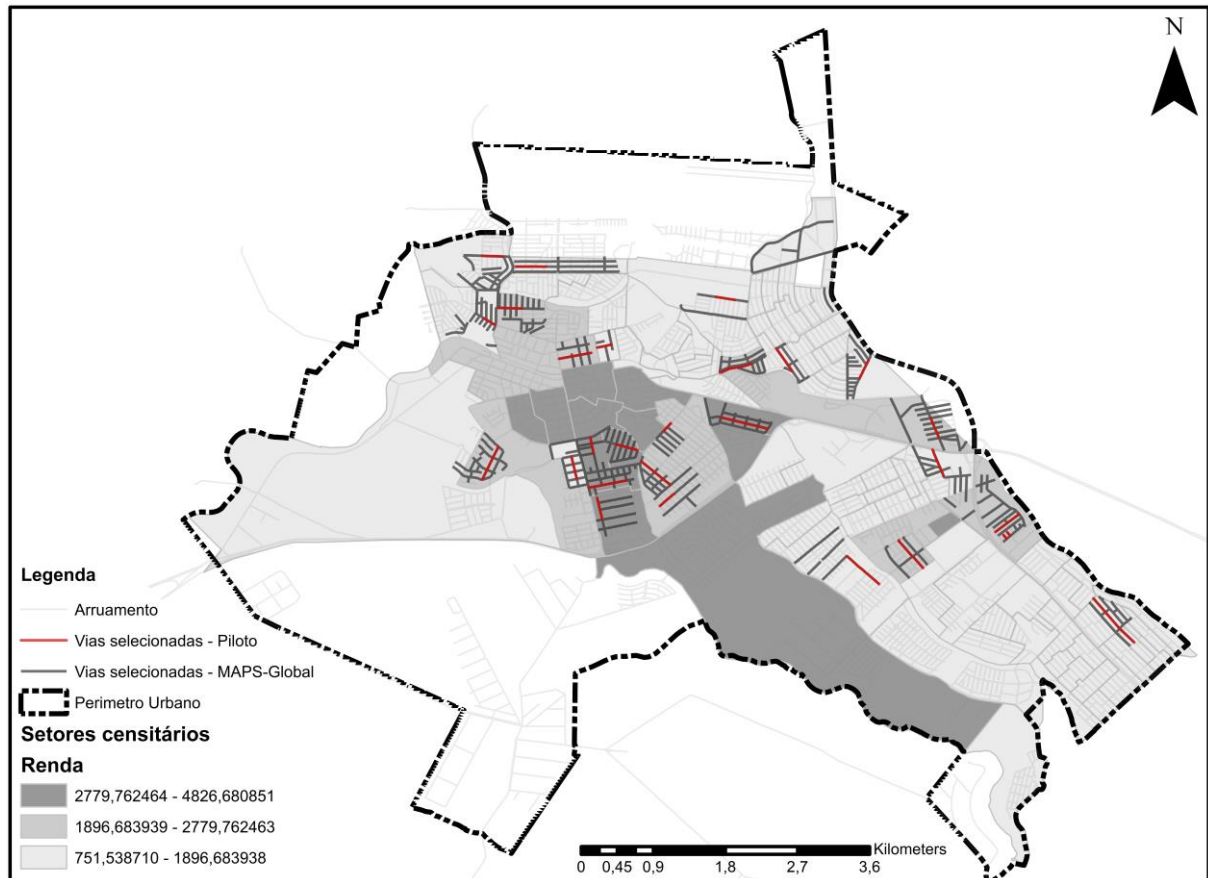 N
Legenda
Arruamento
Vias selecionadas - Piloto
Vias selecionadas - MAPS-Global
Perimetro Urbano
Setores censitários
Renda
2779,762464 - 4826,680851
1896,683939 - 2779,762463
751,538710 - 1896,683938
Kilometers
0 0,45 0,9 1,8 2,7 3,6